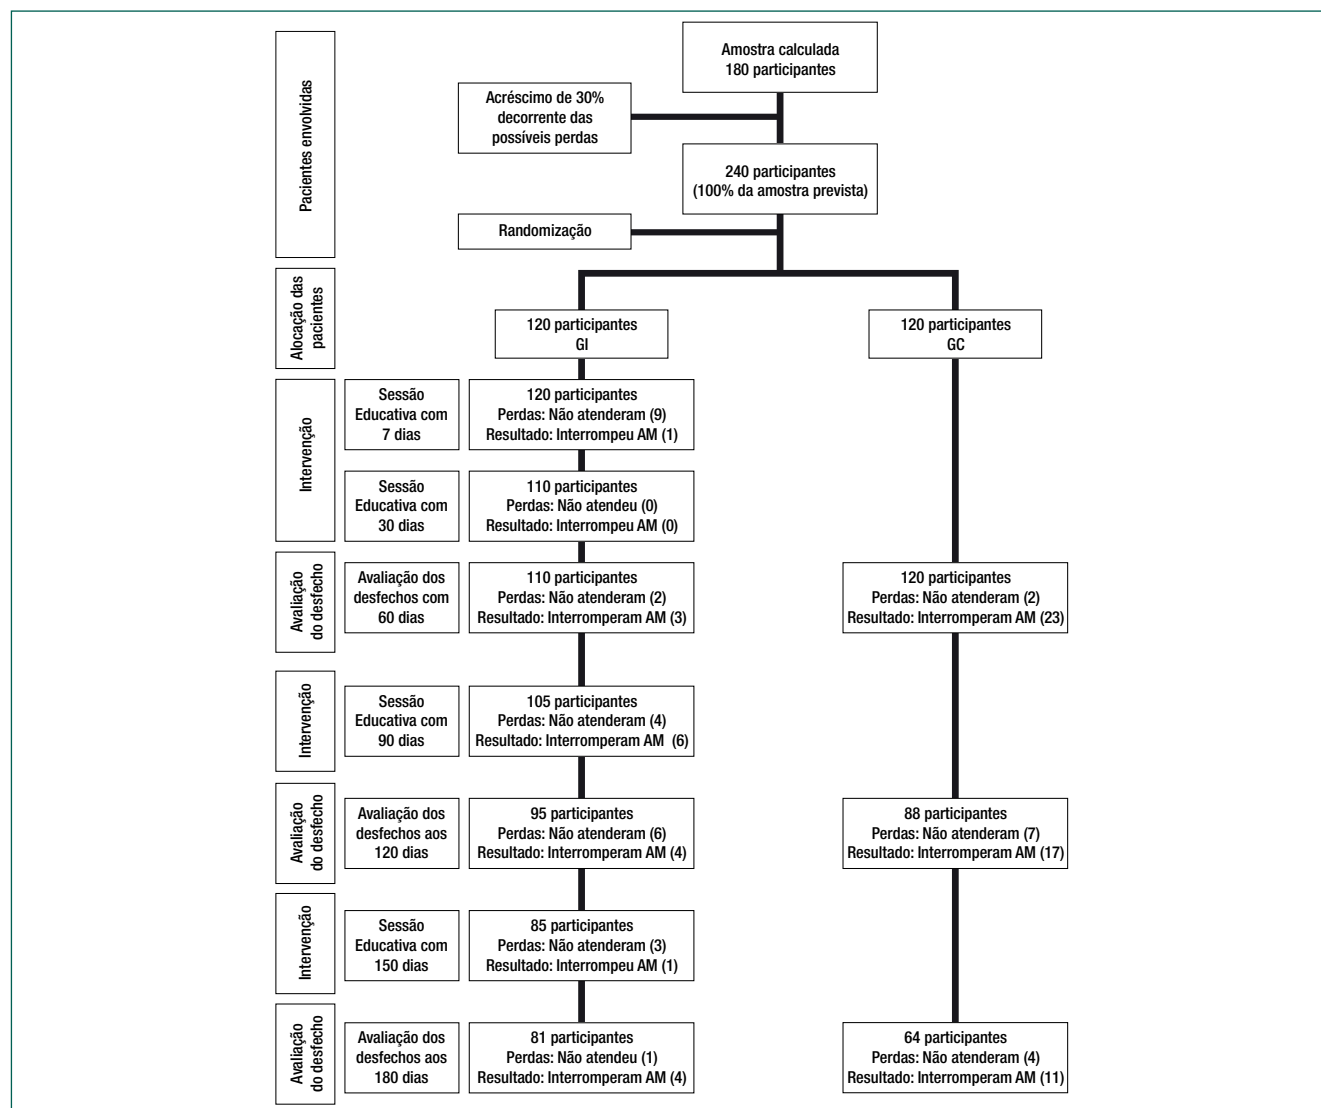 Pacientes envolvidas
Amostra calculada
180 participantes
Acréscimo de 30%
decorrente das
possíveis perdas
240 participantes
(100% da amostra prevista)
Randomização
Alocação das
pacientes
120 participantes
GI
120 participantes
GC
Intervenção
Sessão
Educativa com
7 dias
120 participantes
Perdas: Não atenderam (9)
Resultado: Interrompeu AM (1)
Sessão
Educativa com
30 dias
110 participantes
Perdas: Não atendeu (0)
Resultado: Interrompeu AM (0)
Avaliação
do desfecho
Avaliação dos
desfechos com
60 dias
110 participantes
Perdas: Não atenderam (2)
Resultado: Interromperam AM (3)
120 participantes
Perdas: Não atenderam (2)
Resultado: Interromperam AM (23)
Intervenção
Sessão
Educativa com
90 dias
105 participantes
Perdas: Não atenderam (4)
Resultado: Interromperam AM (6)
Avaliação
do desfecho
Avaliação dos
desfechos aos
120 dias
95 participantes
Perdas: Não atenderam (6)
Resultado: Interromperam AM (4)
88 participantes
Perdas: Não atenderam (7)
Resultado: Interromperam AM (17)
Intervenção
Sessão
Educativa com
150 dias
85 participantes
Perdas: Não atenderam (3)
Resultado: Interrompeu AM (1)
Avaliação
do desfecho
Avaliação dos
desfechos aos
180 dias
81 participantes
Perdas: Não atendeu (1)
Resultado: Interromperam AM (4)
64 participantes
Perdas: Não atenderam (4)
Resultado: Interromperam AM (11)